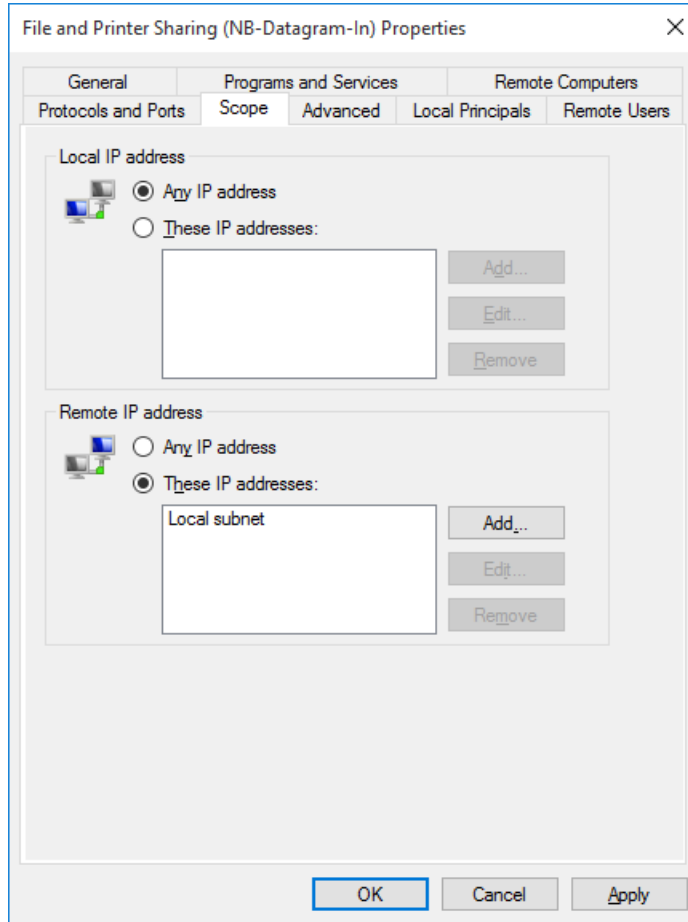 File and Printer Sharing (NB-Datagram-In) Properties
General Programs and Services Remote Computers
Protocols and Ports Scope Advanced Local Principals Remote Users
Local IP address
Any IP address
These IP addresses:
Add...
Edit...
Remove
Remote IP address
Any IP address
These IP addresses:
Local subnet
Add...
Edit...
Remove
OK Cancel Apply